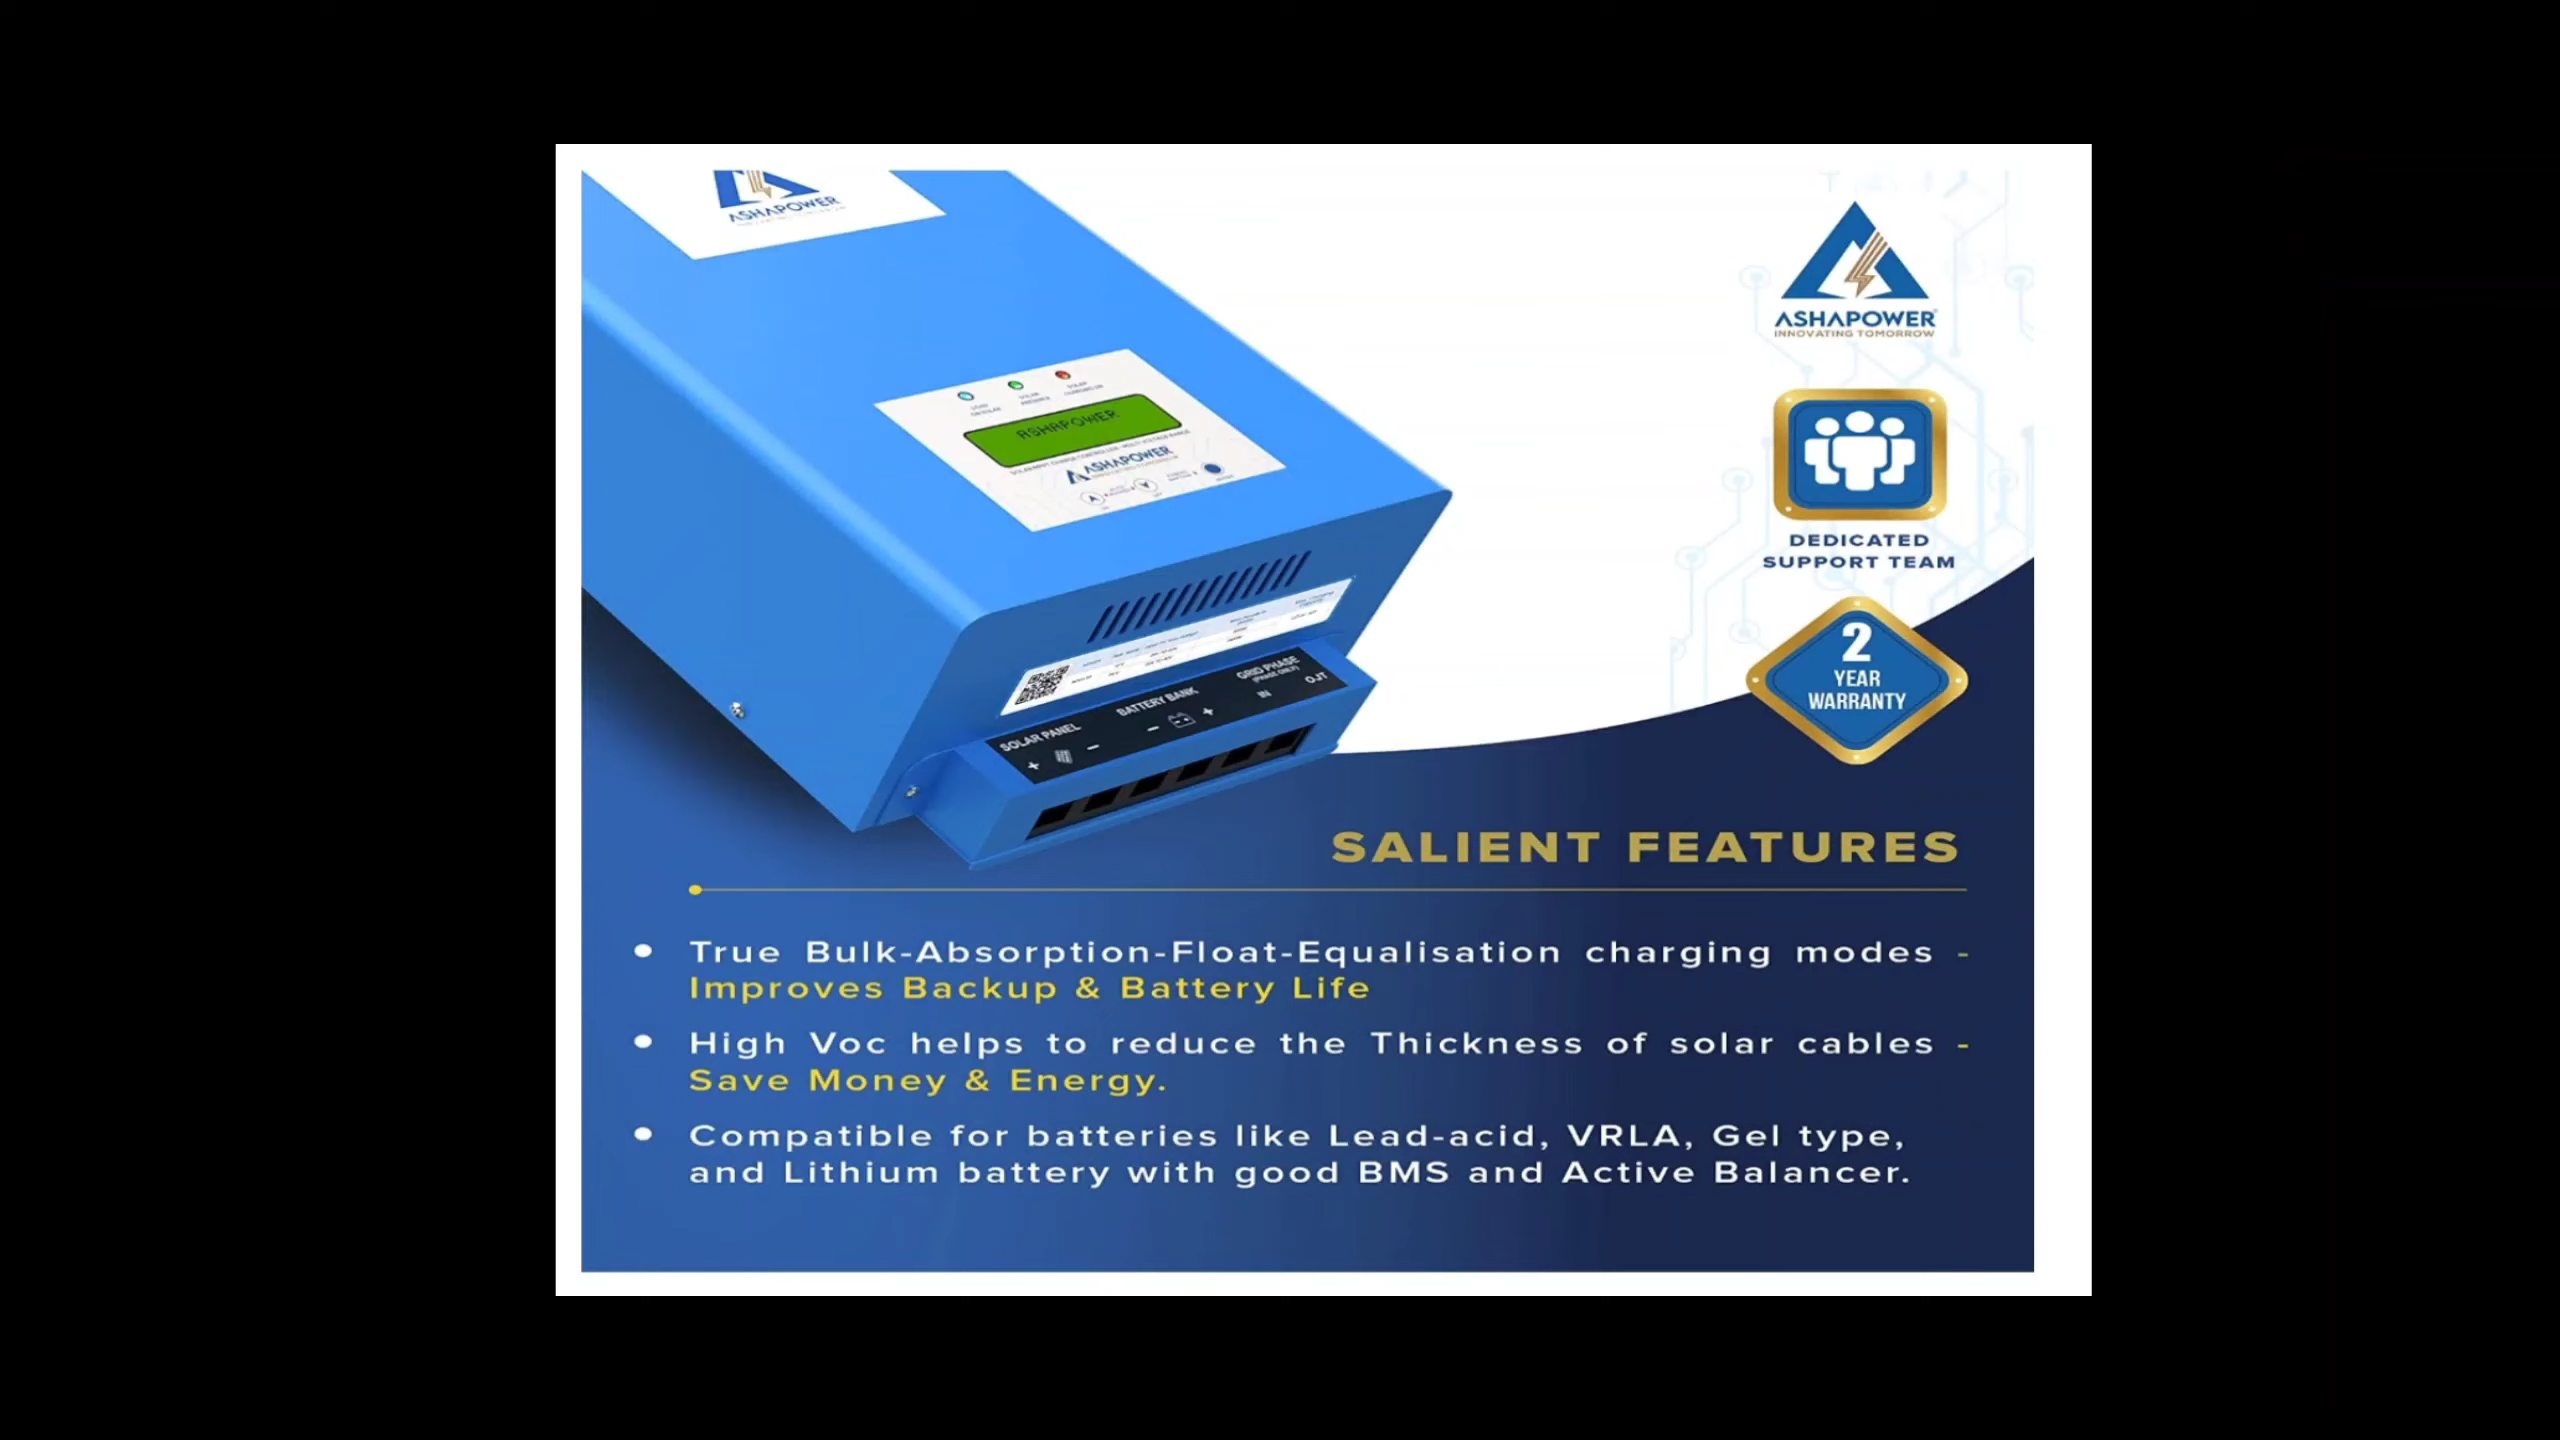 ASHAPOWER
ASHAPOWER
INNOVATING TOMORROW
ASHAPOWER
ASHAPOWER
DEDICATED
SUPPORT TEAM
2
YEAR
WARRANTY
SOLAR PANEL
+ −
BATTERY BANK
− +
GRID PHASE
(PHASE ONLY)
IN OUT
SALIENT FEATURES
• True Bulk-Absorption-Float-Equalisation charging modes -
Improves Backup & Battery Life
• High Voc helps to reduce the Thickness of solar cables -
Save Money & Energy.
• Compatible for batteries like Lead-acid, VRLA, Gel type,
and Lithium battery with good BMS and Active Balancer.